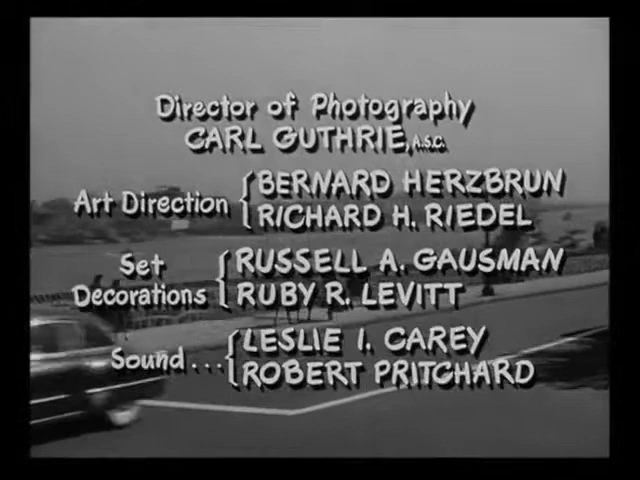 Director of Photography
CARL GUTHRIE, A.S.C.
Art Direction { BERNARD HERZBRUN
RICHARD H. RIEDEL
Set Decorations { RUSSELL A. GAUSMAN
RUBY R. LEVITT
Sound... { LESLIE I. CAREY
ROBERT PRITCHARD